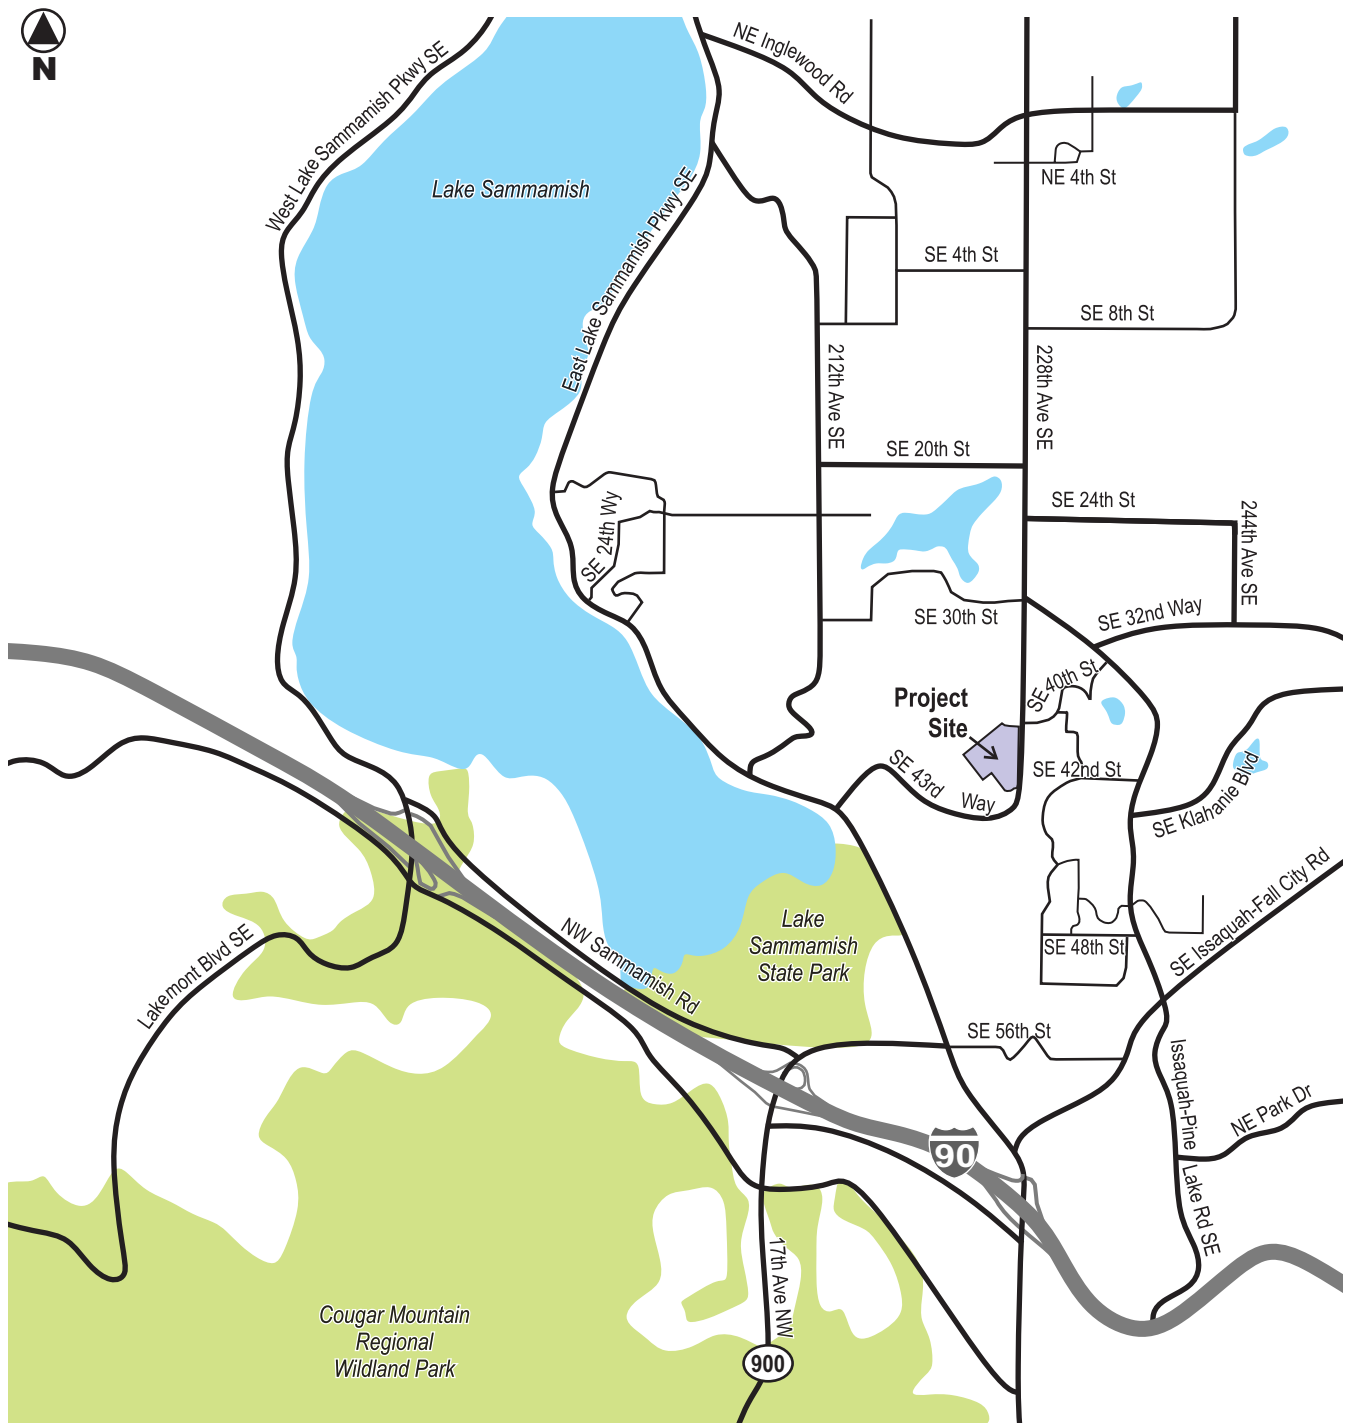 N
West Lake Sammamish Pkwy SE
NE Inglewood Rd
Lake Sammamish
NE 4th St
East Lake Sammamish Pkwy SE
SE 4th St
SE 8th St
212th Ave SE
228th Ave SE
SE 20th St
SE 24th St
SE 24th Wy
244th Ave SE
SE 30th St
SE 32nd Way
SE 40th St
Project
Site
SE 43rd
Way
SE 42nd St
SE Klahanie Blvd
SE Issaquah-Fall City Rd
Lake
Sammamish
State Park
SE 48th St
Lakemont Blvd SE
NW Sammamish Rd
SE 56th St
Issaquah-Pine
Lake Rd SE
NE Park Dr
90
17th Ave NW
Cougar Mountain
Regional
Wildland Park
900